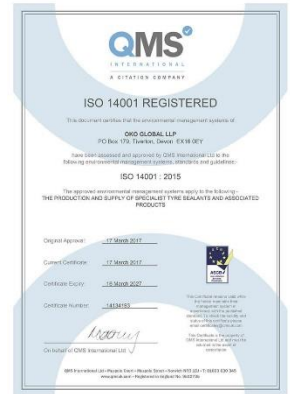 QMS
INTERNATIONAL
A CITATION COMPANY
ISO 14001 REGISTERED
This document certifies that the environmental management systems of
OKO GLOBAL LLP
PO Box 179, Tiverton, Devon EX16 0EY
have been assessed and approved by QMS International Ltd to the
following environmental management systems, standards and guidelines:-
ISO 14001 : 2015
The approved environmental management systems apply to the following:-
THE PRODUCTION AND SUPPLY OF SPECIALIST TYRE SEALANTS AND ASSOCIATED
PRODUCTS
Original Approval: 17 March 2017
Current Certificate: 17 March 2017
Certificate Expiry: 16 March 2027
Certificate Number: 14534183
ASCB
On behalf of QMS International Ltd